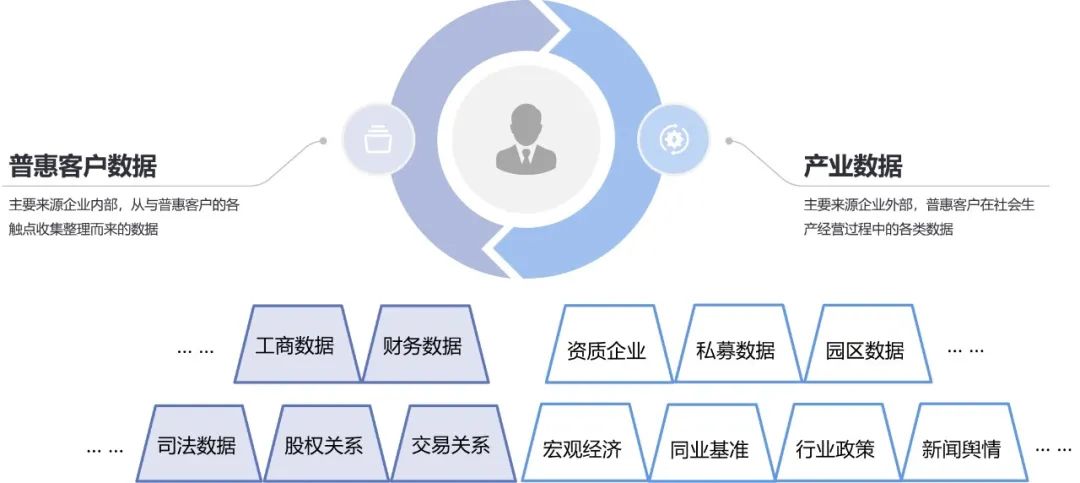 普惠客户数据
主要来源企业内部，从与普惠客户的各
触点收集整理而来的数据
产业数据
主要来源企业外部，普惠客户在社会生
产经营过程中的各类数据
... ... 工商数据 财务数据 资质企业 私募数据 园区数据 ... ...
... ... 司法数据 股权关系 交易关系 宏观经济 同业基准 行业政策 新闻舆情 ... ...